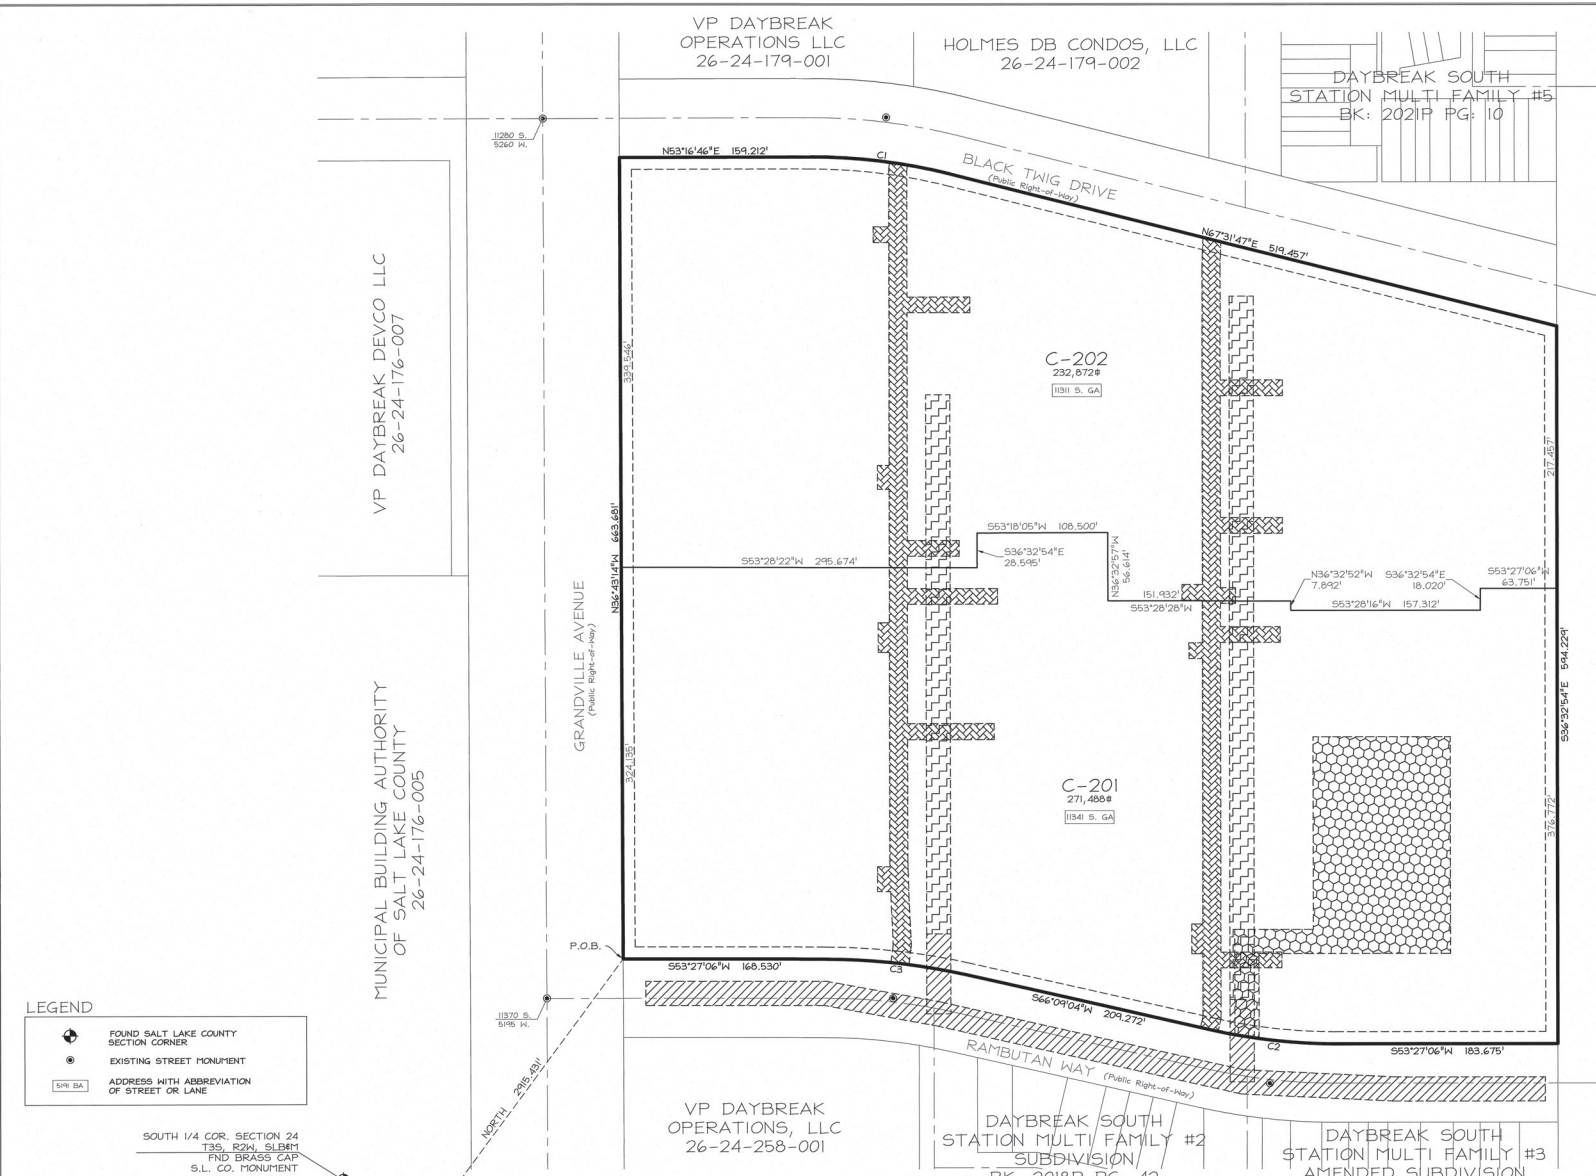 VP DAYBREAK
OPERATIONS LLC
26-24-179-001
HOLMES DB CONDOS, LLC
26-24-179-002
DAYBREAK SOUTH
STATION MULTI FAMILY #5
BK: 2021P PG: 10
11280 S.
5260 W.
N53°16'46"E 159.212'
C1
BLACK TWIG DRIVE
(Public Right-of-Way)
N67°31'47"E 519.457'
VP DAYBREAK DEVCO LLC
26-24-176-007
339.546'
C-202
232,872#
11311 S. GA
217.457'
N36°43'14"W 663.681'
S53°28'22"W 295.674'
S53°18'05"W 108.500'
S36°32'54"E
28.595'
N36°32'57"W
56.614'
151.932'
S53°28'28"W
N36°32'52"W
7.892'
S36°32'54"E
18.020'
S53°28'16"W 157.312'
S53°27'06"W
63.751'
GRANDVILLE AVENUE
(Public Right-of-Way)
S36°32'54"E 594.229'
MUNICIPAL BUILDING AUTHORITY
OF SALT LAKE COUNTY
26-24-176-005
324.135'
C-201
271,488#
11341 S. GA
376.772'
P.O.B.
S53°27'06"W 168.530'
C3
S66°09'04"W 209.272'
C2
S53°27'06"W 183.675'
11370 S.
5195 W.
RAMBUTAN WAY (Public Right-of-Way)
LEGEND
FOUND SALT LAKE COUNTY
SECTION CORNER
EXISTING STREET MONUMENT
5191 BA
ADDRESS WITH ABBREVIATION
OF STREET OR LANE
NORTH 2915.431'
VP DAYBREAK
OPERATIONS, LLC
26-24-258-001
DAYBREAK SOUTH
STATION MULTI FAMILY #2
SUBDIVISION
BK: 2018P PG: 42
DAYBREAK SOUTH
STATION MULTI FAMILY #3
AMENDED SUBDIVISION
SOUTH 1/4 COR. SECTION 24
T3S, R2W, SLB&M
FND BRASS CAP
S.L. CO. MONUMENT